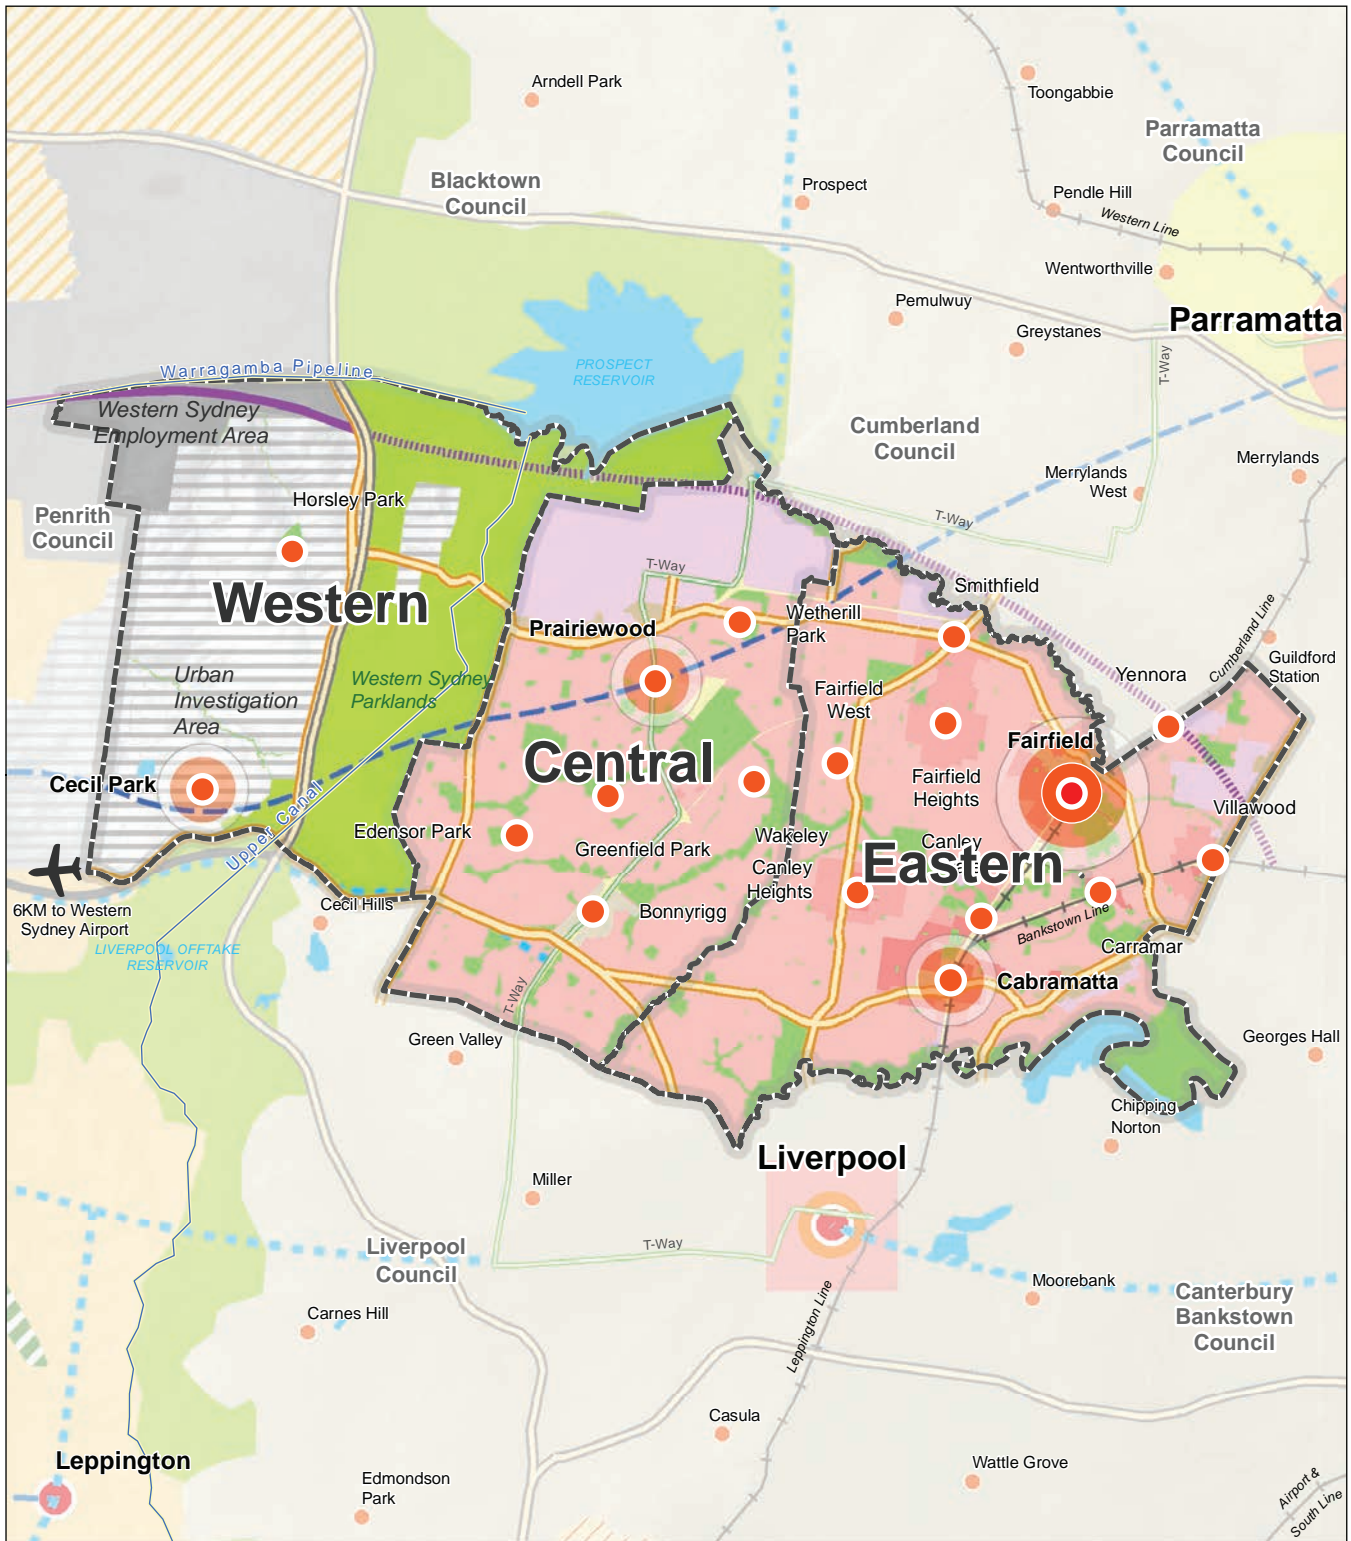 Arndell Park
Toongabbie
Parramatta
Council
Blacktown
Council
Prospect
Pendle Hill
Western Line
Wentworthville
Pemulwuy
Parramatta
Greystanes
T-Way
Warragamba Pipeline
PROSPECT
RESERVOIR
Western Sydney
Employment Area
Cumberland
Council
Merrylands
Merrylands
West
Horsley Park
Penrith
Council
T-Way
T-Way
Smithfield
Western
Wetherill
Park
Prairiewood
Cumberland Line
Guildford
Station
Yennora
Urban
Investigation
Area
Western Sydney
Parklands
Fairfield
West
Fairfield
Central
Cecil Park
Fairfield
Heights
Villawood
Upper Canal
Edensor Park
Greenfield Park
Wakeley
Canley
Eastern
Canley
Heights
6KM to Western
Sydney Airport
Cecil Hills
Bonnyrigg
Bankstown Line
Carramar
LIVERPOOL OFFTAKE
RESERVOIR
T-Way
Cabramatta
Green Valley
Georges Hall
Chipping
Norton
Liverpool
Miller
T-Way
Liverpool
Council
Moorebank
Canterbury
Bankstown
Council
Carnes Hill
Leppington Line
Casula
Leppington
Edmondson
Park
Wattle Grove
Airport &
South Line